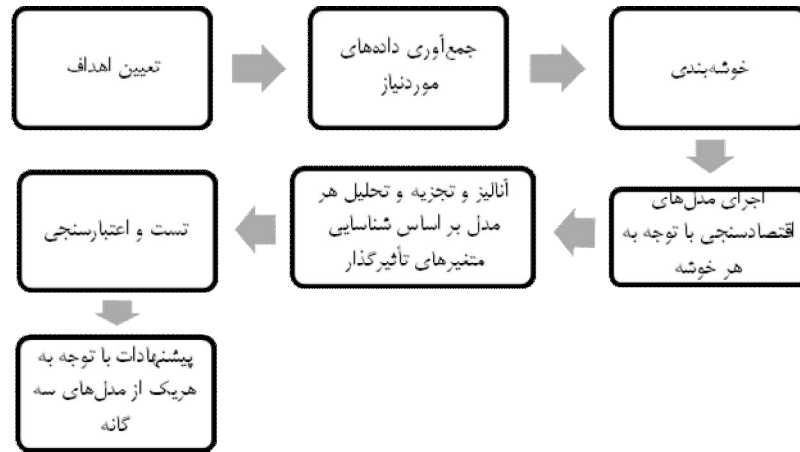 تعیین اهداف
جمع‌آوری داده‌های
موردنیاز
خوشه‌بندی
اجرای مدل‌های
اقتصادسنجی با توجه به
هر خوشه
آنالیز و تجزیه و تحلیل هر
مدل بر اساس شناسایی
متغیرهای تأثیرگذار
تست و اعتبارسنجی
پیشنهادات با توجه به
هریک از مدل‌های سه
گانه